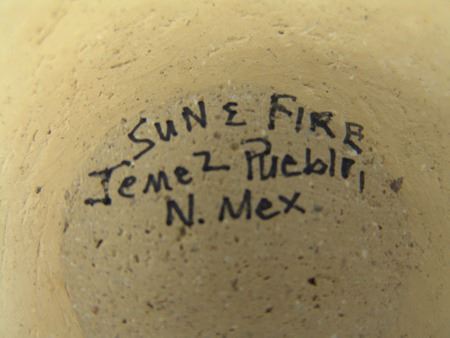 SUN & FIRE
Jemez Pueblo,
N. Mex